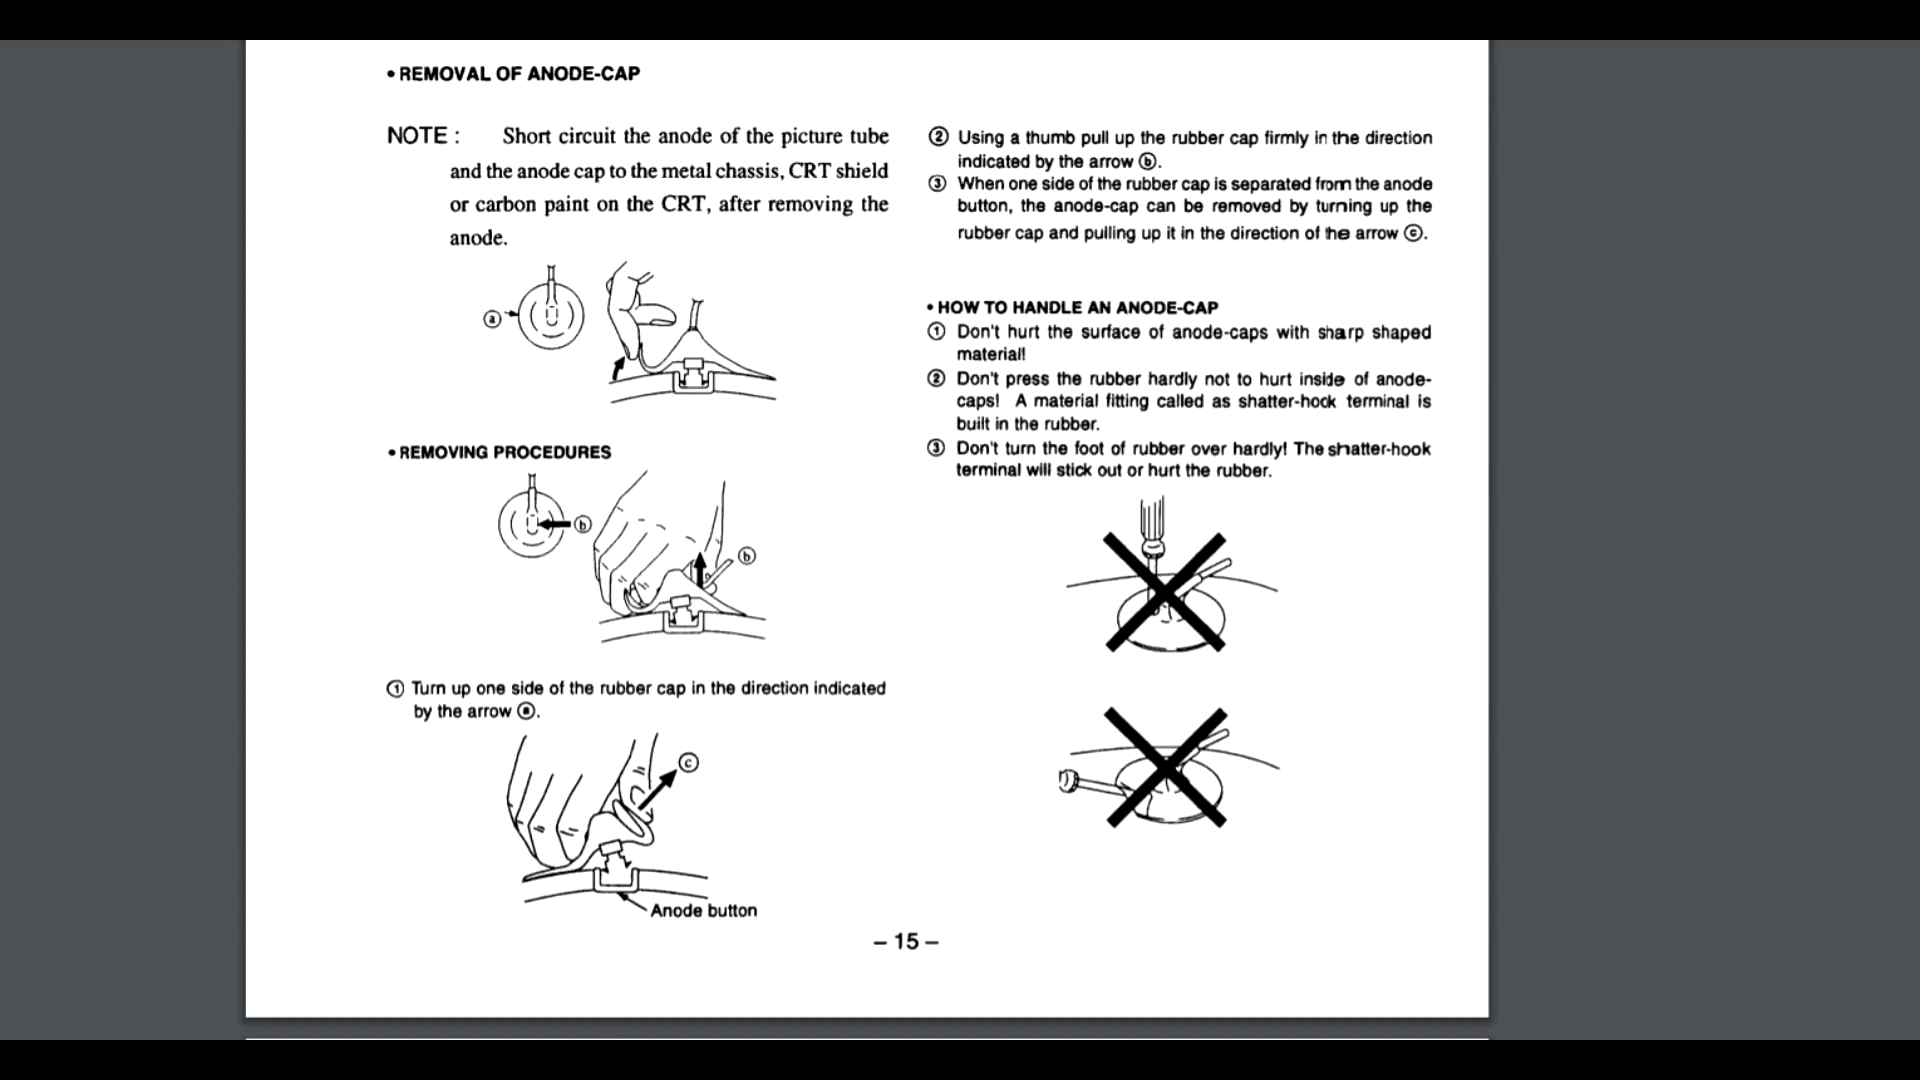 • REMOVAL OF ANODE-CAP
NOTE : Short circuit the anode of the picture tube
and the anode cap to the metal chassis, CRT shield
or carbon paint on the CRT, after removing the
anode.
ⓐ
• REMOVING PROCEDURES
ⓑ
ⓑ
① Turn up one side of the rubber cap in the direction indicated
by the arrow ⓐ.
ⓒ
Anode button
② Using a thumb pull up the rubber cap firmly in the direction
indicated by the arrow ⓑ.
③ When one side of the rubber cap is separated from the anode
button, the anode-cap can be removed by turning up the
rubber cap and pulling up it in the direction of the arrow ⓒ.
• HOW TO HANDLE AN ANODE-CAP
① Don't hurt the surface of anode-caps with sharp shaped
material!
② Don't press the rubber hardly not to hurt inside of anode-
caps! A material fitting called as shatter-hook terminal is
built in the rubber.
③ Don't turn the foot of rubber over hardly! The shatter-hook
terminal will stick out or hurt the rubber.
– 15 –